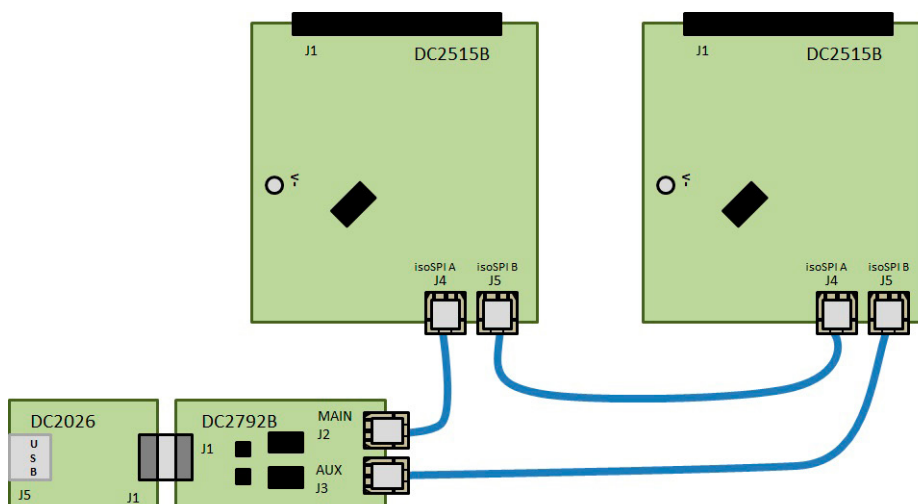 J1
DC2515B
V-
isoSPI A
isoSPI B
J4
J5
J1
DC2515B
V-
isoSPI A
isoSPI B
J4
J5
DC2026
USB
J5
J1
DC2792B
J1
MAIN
J2
AUX
J3